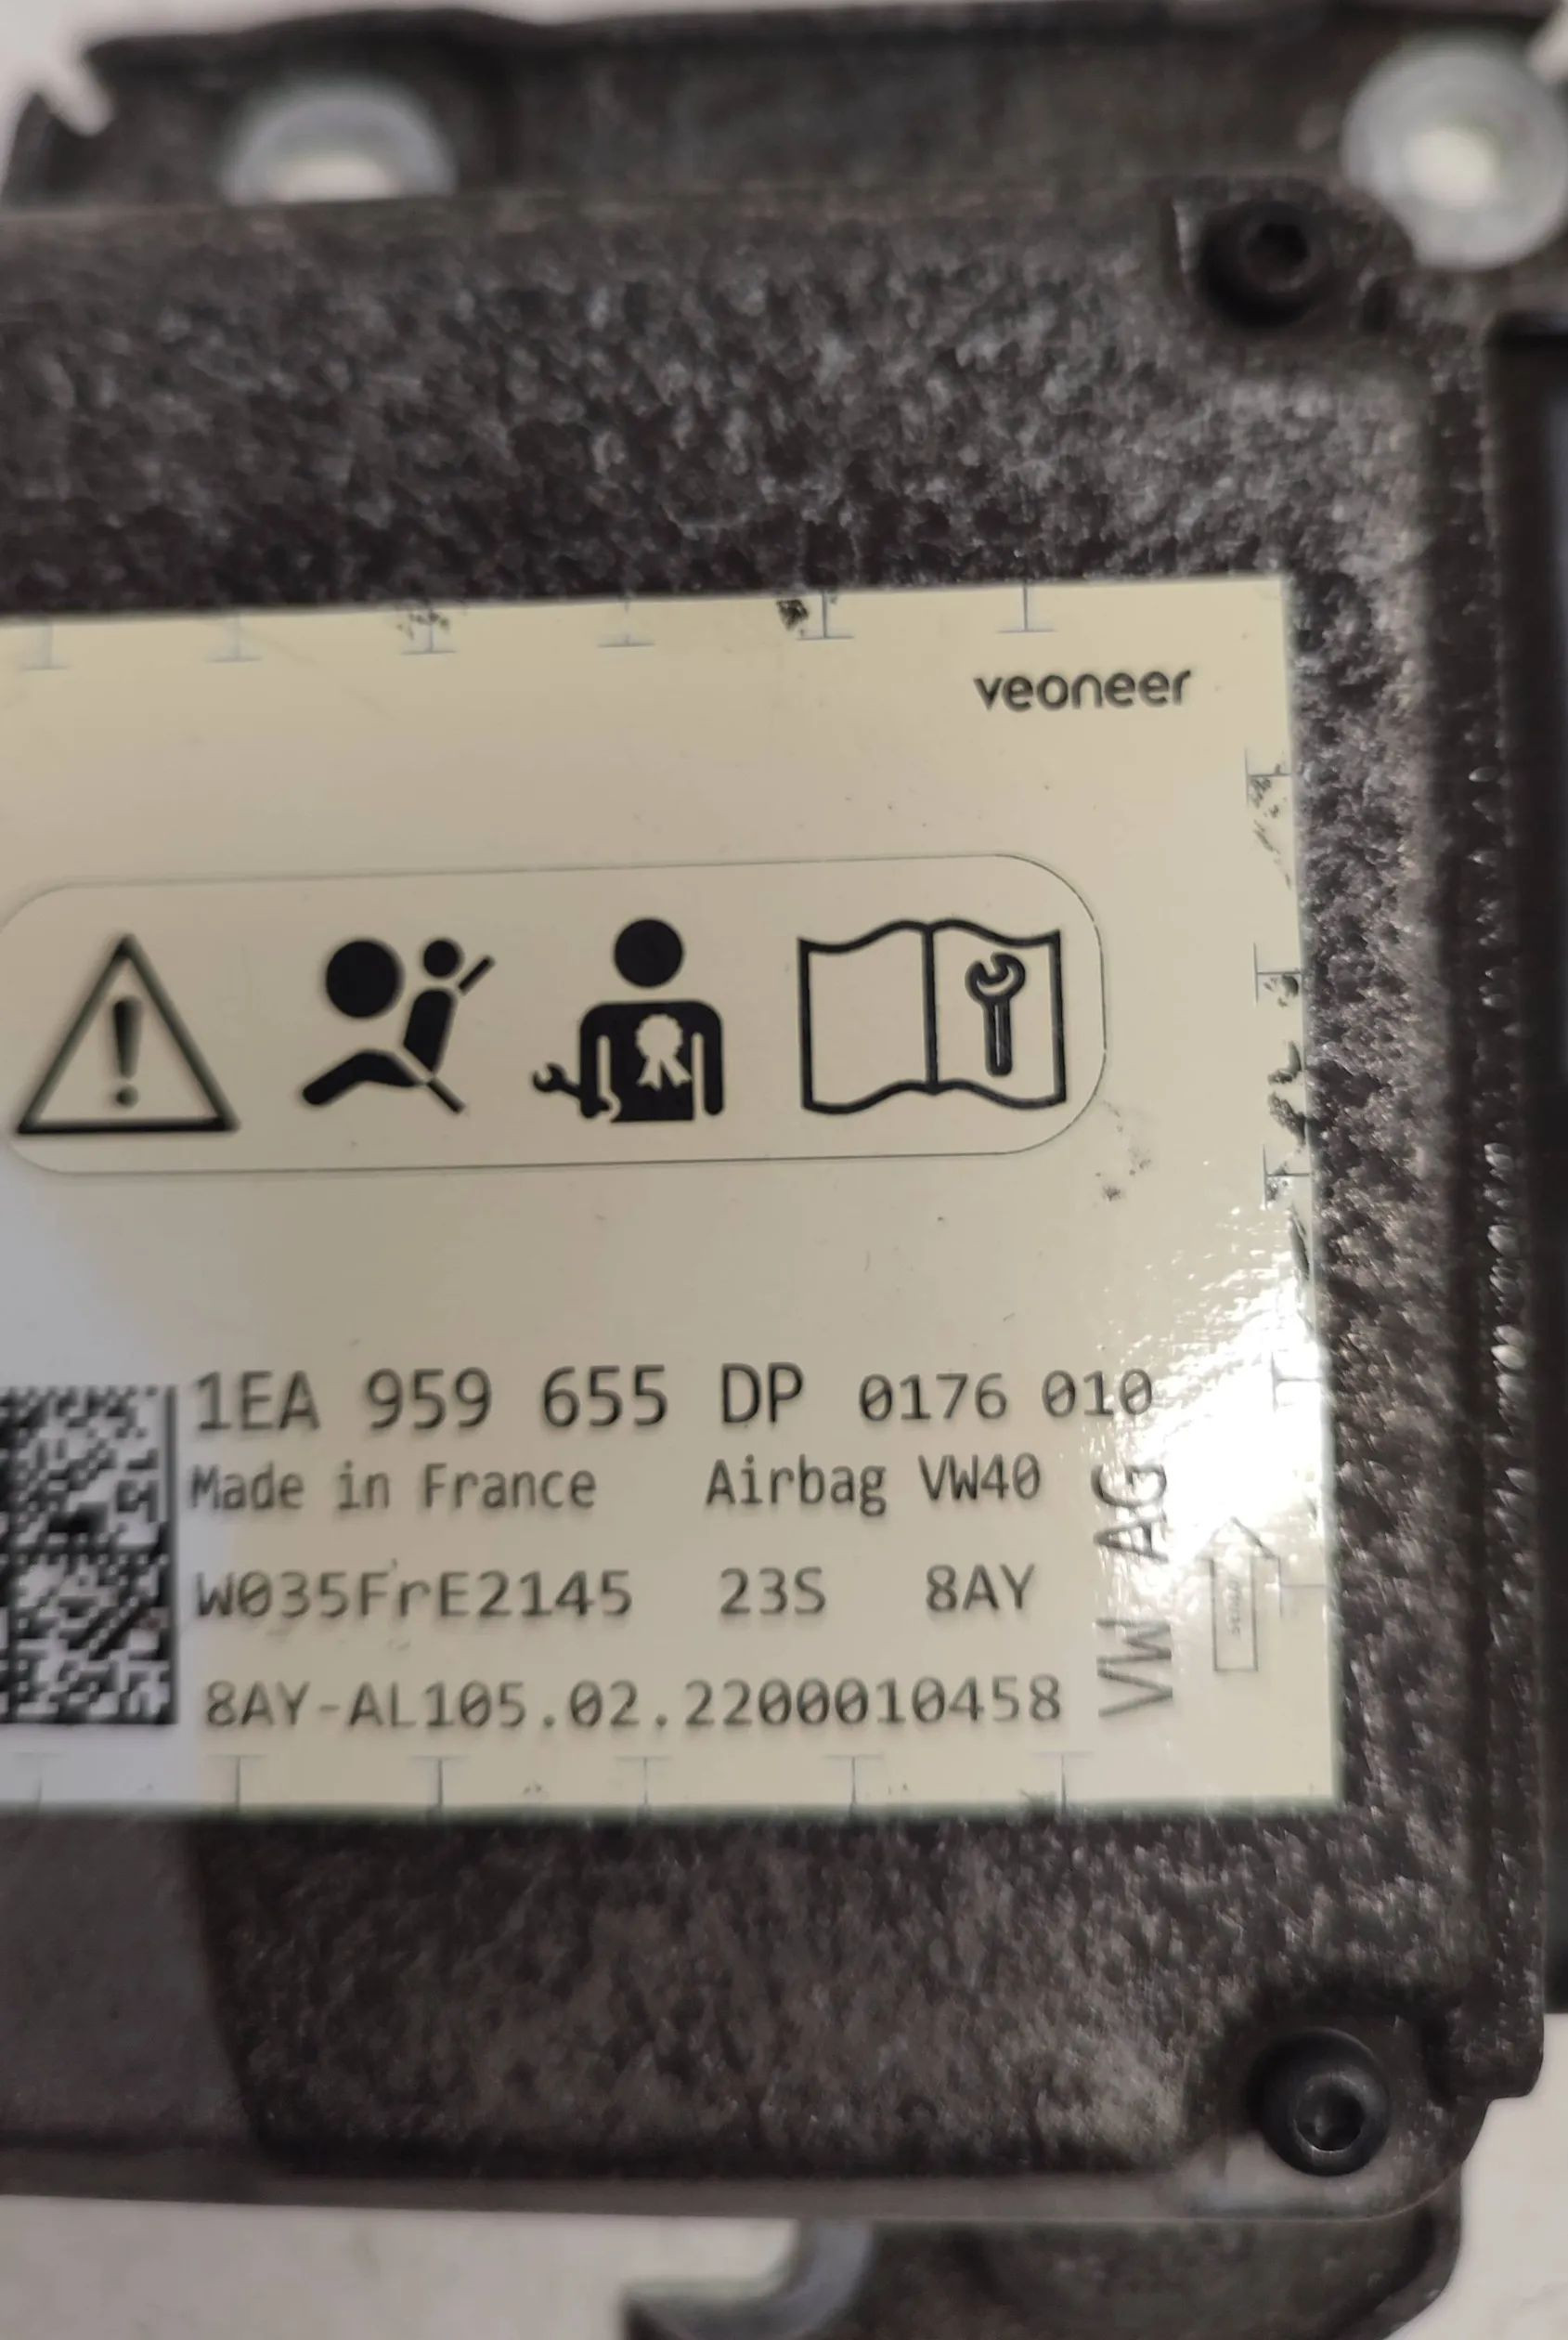 veoneer
1EA 959 655 DP 0176 010
Made in France Airbag VW40
W035FrE2145 23S 8AY
8AY-AL105.02.2200010458
VW AG